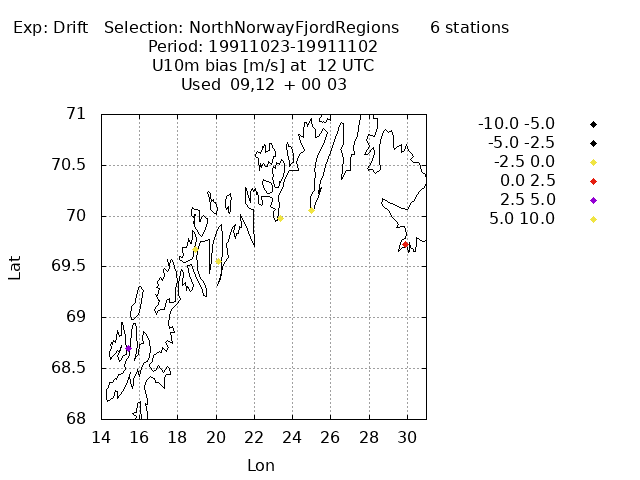 Exp: Drift Selection: NorthNorwayFjordRegions 6 stations
Period: 19911023-19911102
U10m bias [m/s] at 12 UTC
Used 09,12 + 00 03
71
70.5
70
69.5
69
68.5
68
Lat
14 16 18 20 22 24 26 28 30
Lon
-10.0 -5.0
-5.0 -2.5
-2.5 0.0
0.0 2.5
2.5 5.0
5.0 10.0